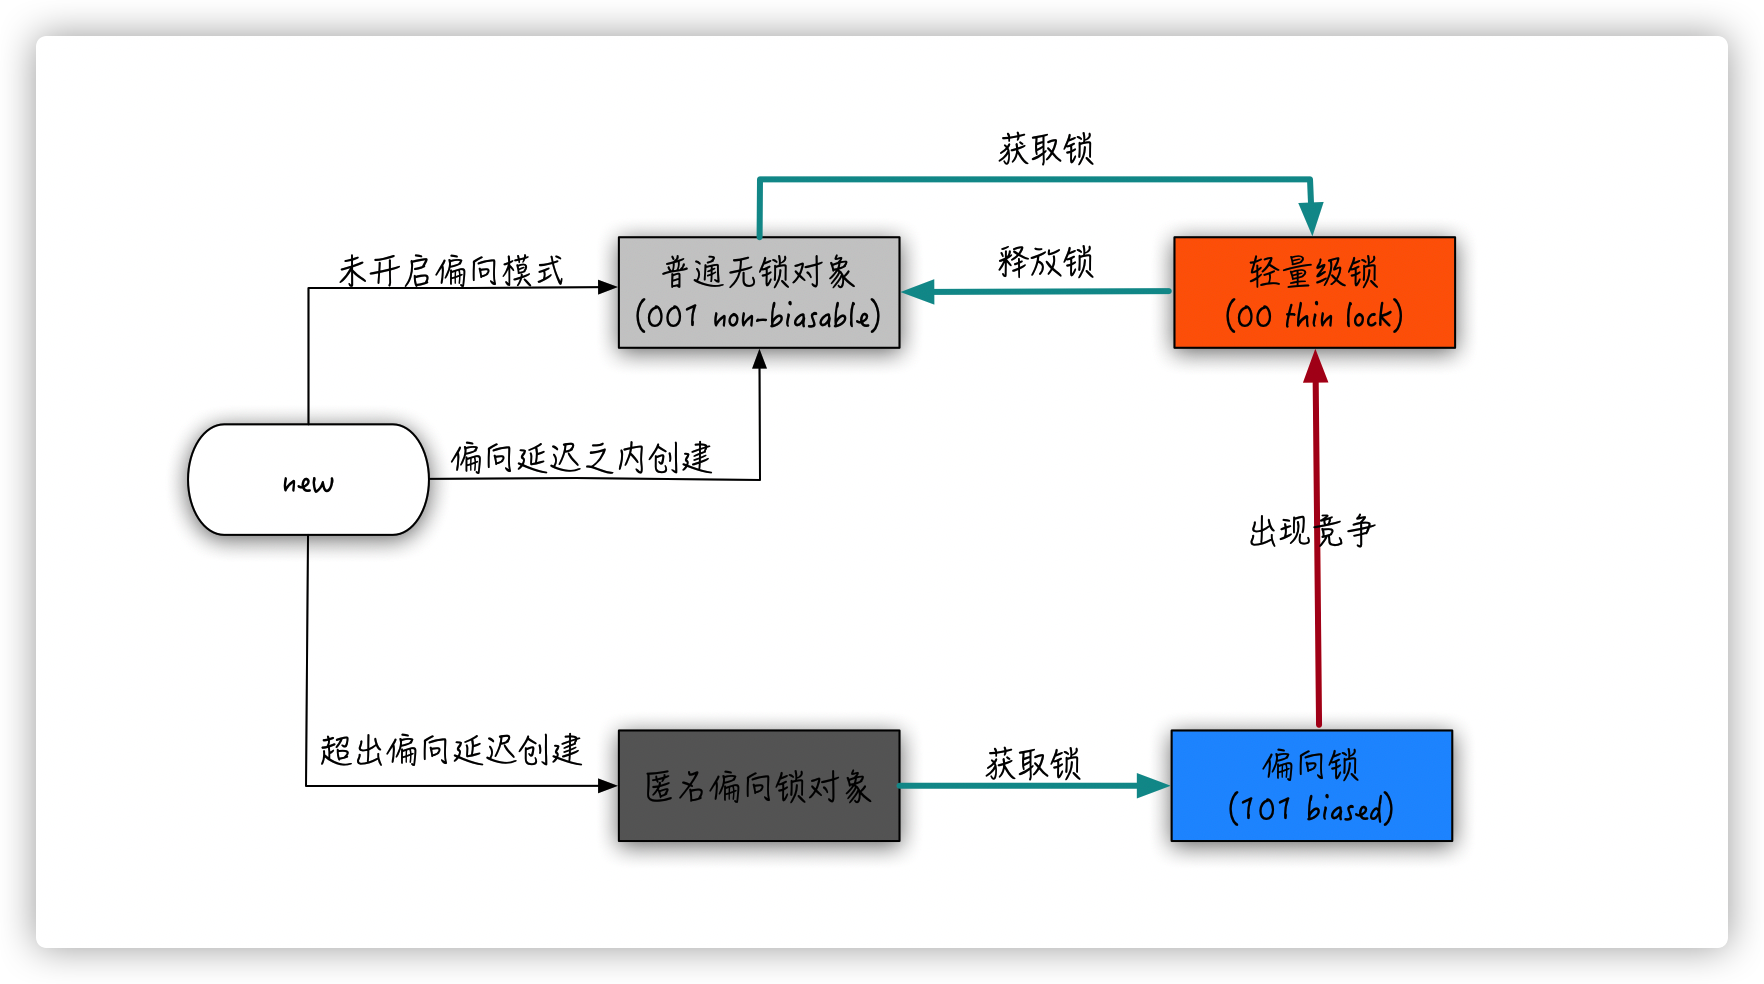 获取锁
未开启偏向模式
普通无锁对象
(001 non-biasable)
释放锁
轻量级锁
(00 thin lock)
偏向延迟之内创建
new
出现竞争
超出偏向延迟创建
匿名偏向锁对象
获取锁
偏向锁
(101 biased)